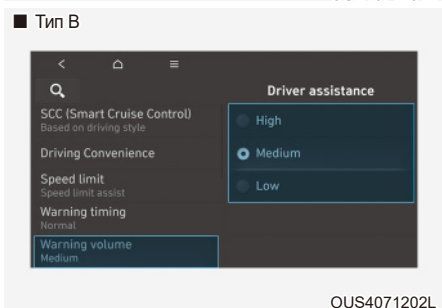 ■ Тип В
Driver assistance
SCC (Smart Cruise Control)
Based on driving style
Driving Convenience
Speed limit
Speed limit assist
Warning timing
Normal
Warning volume
Medium
High
Medium
Low
OUS4071202L